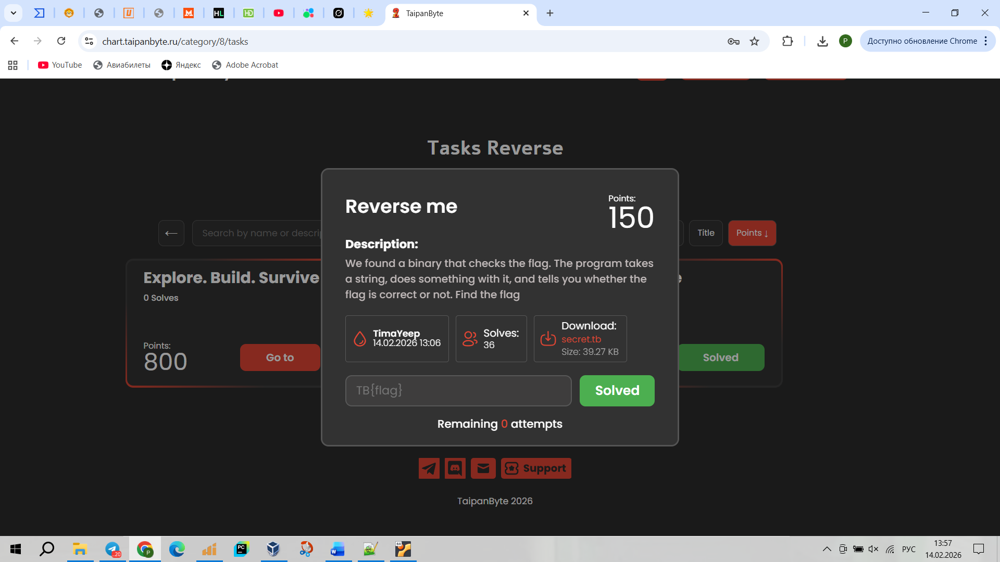 TaipanByte
chart.taipanbyte.ru/category/8/tasks
P
Доступно обновление Chrome
YouTube
Авиабилеты
Яндекс
Adobe Acrobat
Tasks Reverse
Search by name or descrip
Title
Points ↓
Explore. Build. Survive
0 Solves
Points:
800
Go to
Solved
Reverse me
Points:
150
Description:
We found a binary that checks the flag. The program takes
a string, does something with it, and tells you whether the
flag is correct or not. Find the flag
TimaYeep
14.02.2026 13:06
Solves:
36
Download:
secret.tb
Size: 39.27 KB
TB{flag}
Solved
Remaining 0 attempts
Support
TaipanByte 2026
РУС
13:57
14.02.2026